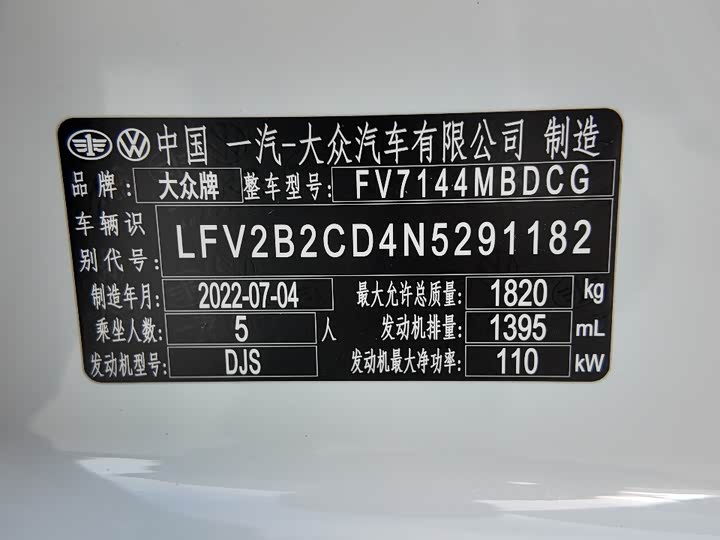 中国 一汽-大众汽车有限公司 制造
品牌: 大众牌 整车型号: FV7144MBDCG
车辆识别代号: LFV2B2CD4N5291182
制造年月: 2022-07-04 最大允许总质量: 1820 kg
乘坐人数: 5 人 发动机排量: 1395 mL
发动机型号: DJS 发动机最大净功率: 110 kW